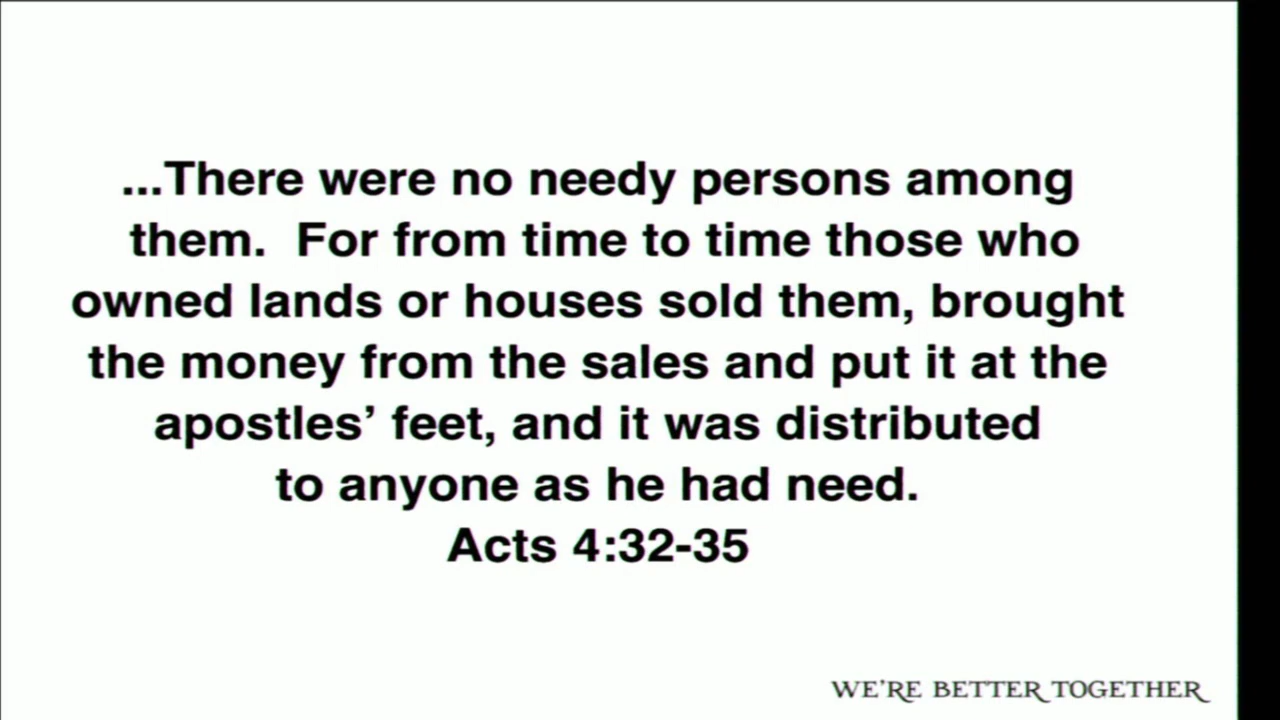 ...There were no needy persons among
them.  For from time to time those who
owned lands or houses sold them, brought
the money from the sales and put it at the
apostles’ feet, and it was distributed
to anyone as he had need.
Acts 4:32-35
WE’RE BETTER TOGETHER